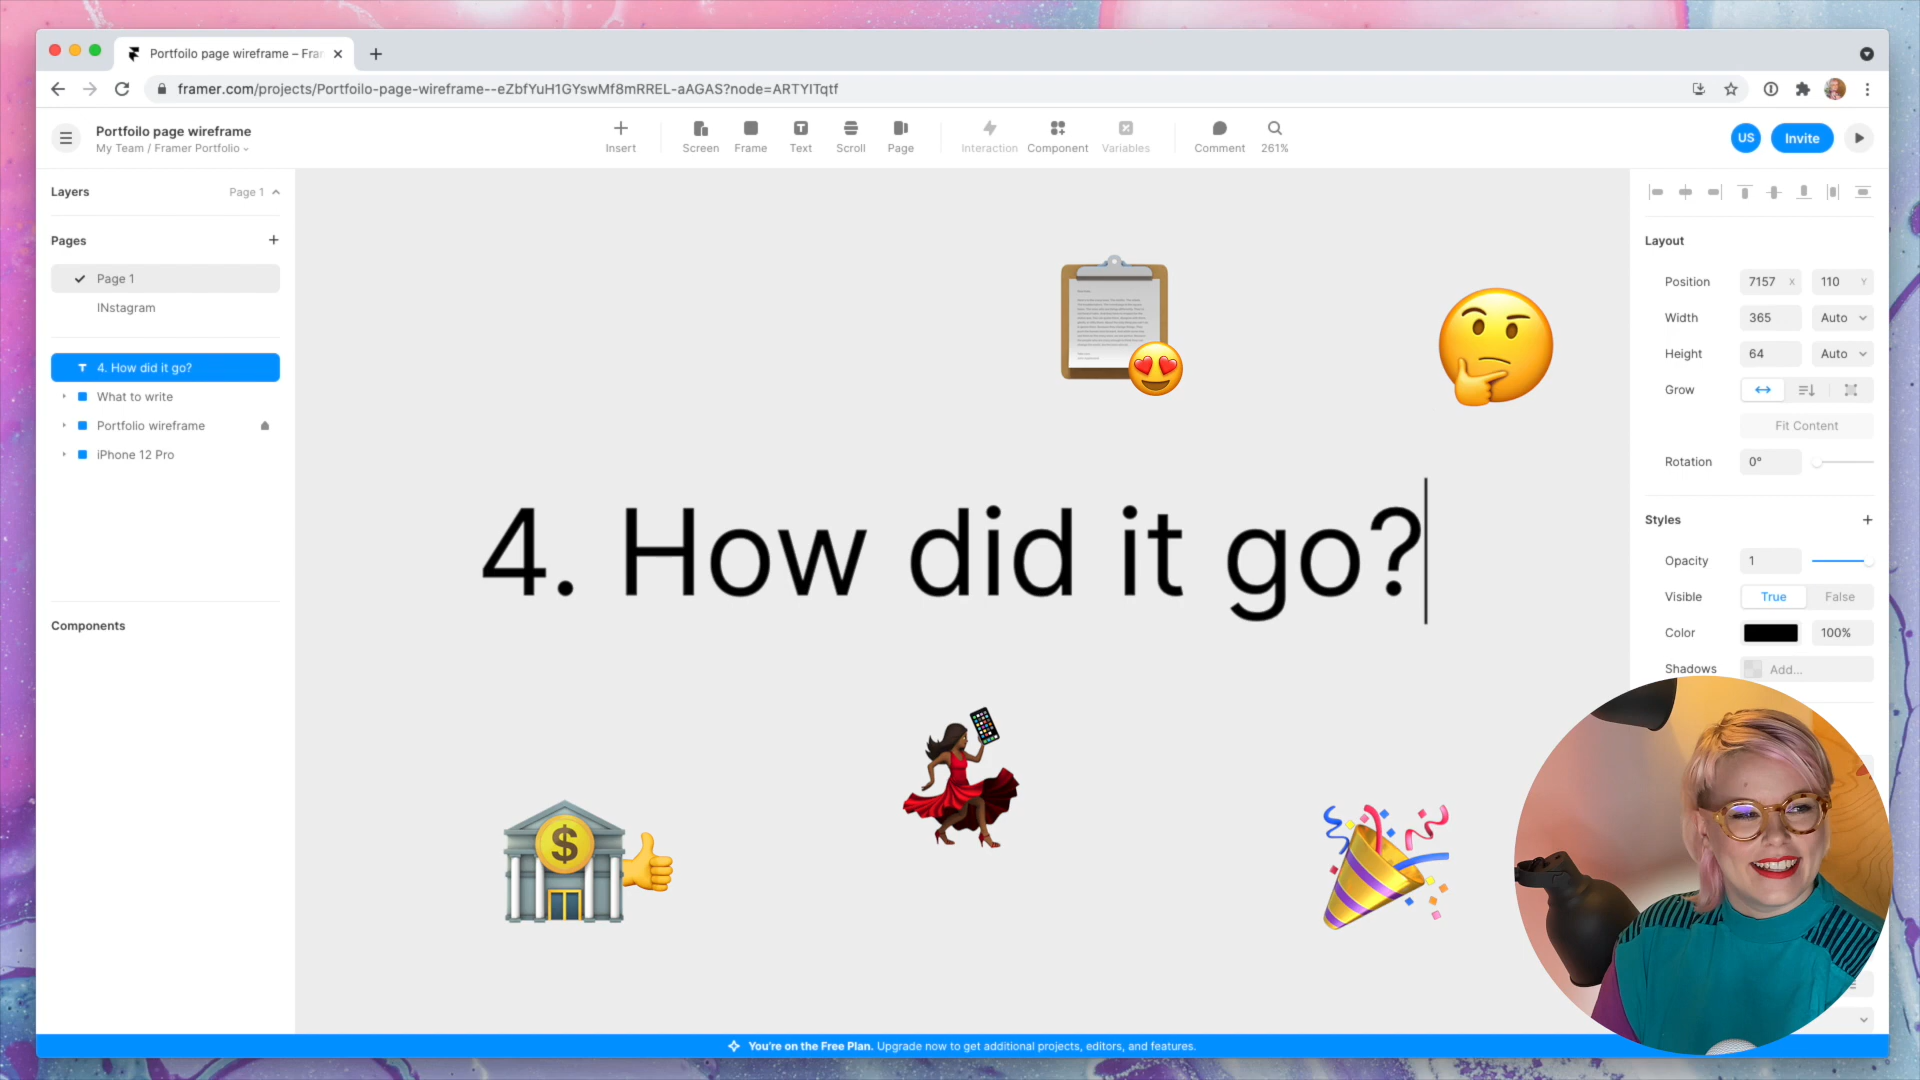 Portfoilo page wireframe – Fra
framer.com/projects/Portfoilo-page-wireframe--eZbfYuH1GYswMf8mRREL-aAGAS?node=ARTYITqtf
Portfoilo page wireframe
My Team / Framer Portfolio
Insert
Screen
Frame
Text
Scroll
Page
Interaction
Component
Variables
Comment
261%
US
Invite
Layers
Page 1
Pages
Page 1
INstagram
4. How did it go?
What to write
Portfolio wireframe
iPhone 12 Pro
Components
4. How did it go?
$
Layout
Position 7157 X 110 Y
Width 365 Auto
Height 64 Auto
Grow
Fit Content
Rotation 0°
Styles
Opacity 1
Visible True False
Color 100%
Shadows Add...
You're on the Free Plan. Upgrade now to get additional projects, editors, and features.